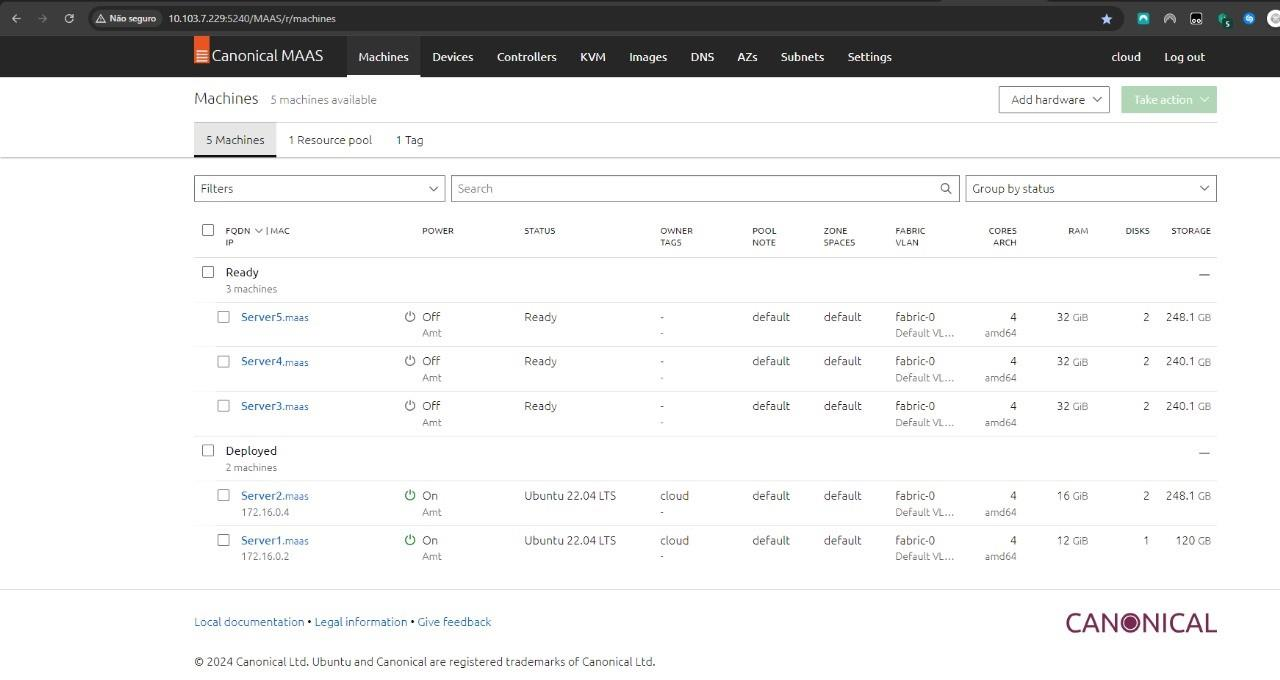 Não seguro 10.103.7.229:5240/MAAS/r/machines
Canonical MAAS Machines Devices Controllers KVM Images DNS AZs Subnets Settings cloud Log out
Machines 5 machines available Add hardware Take action
5 Machines 1 Resource pool 1 Tag
Filters Search Group by status
FQDN | MAC POWER STATUS OWNER POOL ZONE FABRIC CORES RAM DISKS STORAGE
IP TAGS NOTE SPACES VLAN ARCH
Ready
3 machines
Server5.maas Off Ready - default default fabric-0 4 32 GiB 2 248.1 GB
Amt - Default VL... amd64
Server4.maas Off Ready - default default fabric-0 4 32 GiB 2 240.1 GB
Amt - Default VL... amd64
Server3.maas Off Ready - default default fabric-0 4 32 GiB 2 240.1 GB
Amt - Default VL... amd64
Deployed
2 machines
Server2.maas On Ubuntu 22.04 LTS cloud default default fabric-0 4 16 GiB 2 248.1 GB
172.16.0.4 Amt - Default VL... amd64
Server1.maas On Ubuntu 22.04 LTS cloud default default fabric-0 4 12 GiB 1 120 GB
172.16.0.2 Amt - Default VL... amd64
Local documentation • Legal information • Give feedback
CANONICAL
© 2024 Canonical Ltd. Ubuntu and Canonical are registered trademarks of Canonical Ltd.